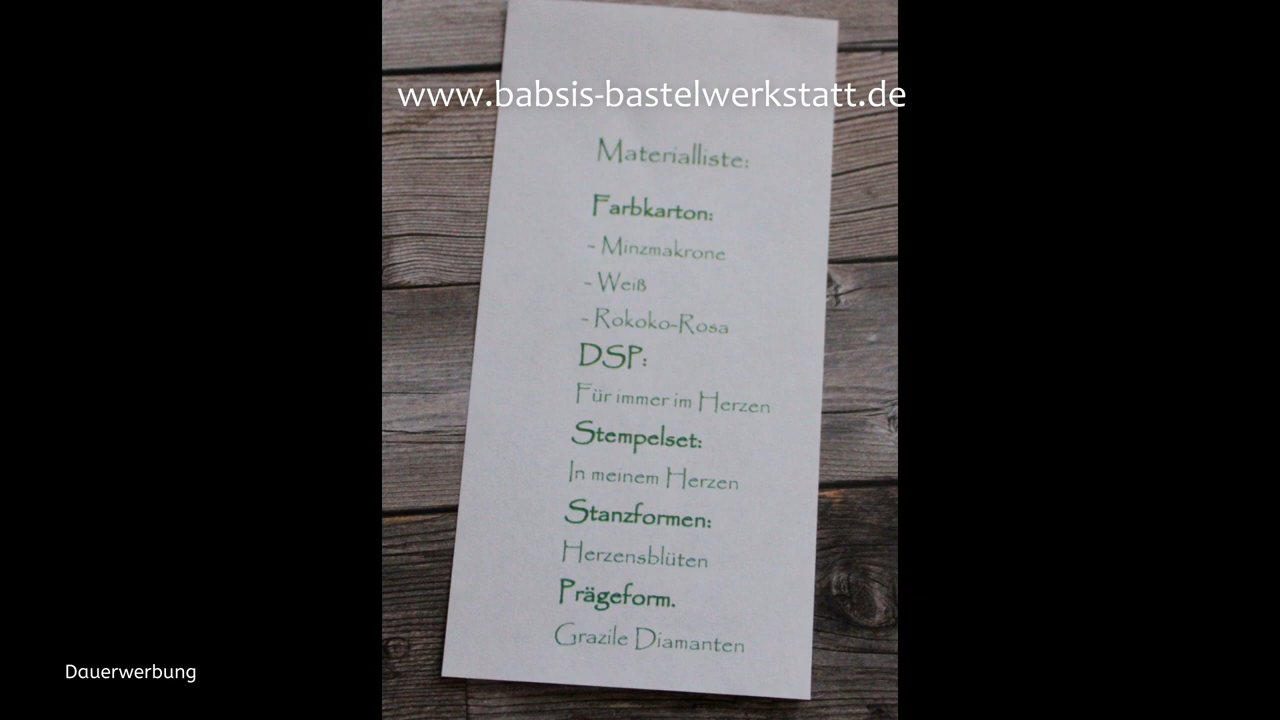 www.babsis-bastelwerkstatt.de
Materialliste:
Farbkarton:
- Minzmakrone
- Weiß
- Rokoko-Rosa
DSP:
Für immer im Herzen
Stempelset:
In meinem Herzen
Stanzformen:
Herzensblüten
Prägeform.
Grazile Diamanten
Dauerwerbung